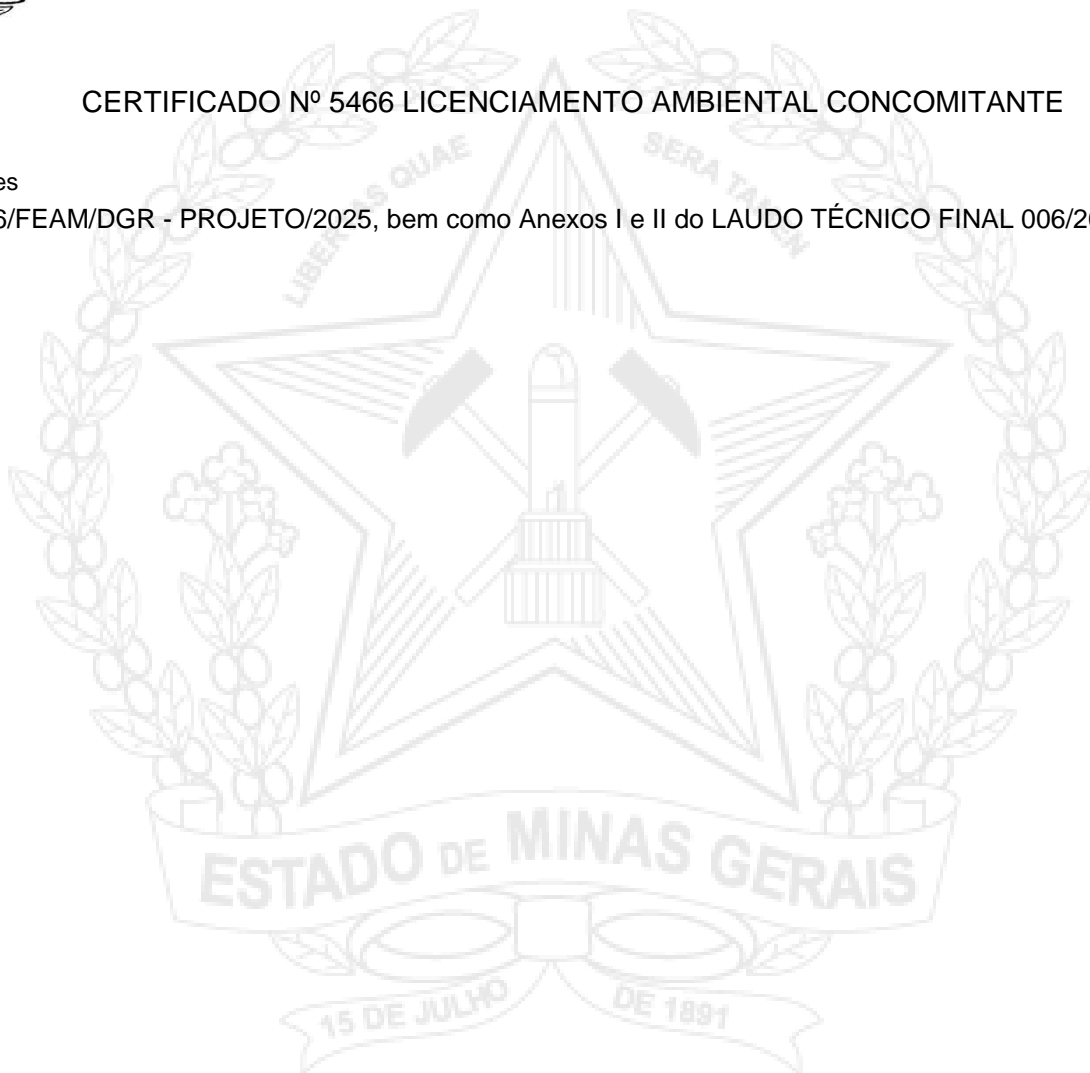 CERTIFICADO Nº 5466 LICENCIAMENTO AMBIENTAL CONCOMITANTE
LIBERTAS QUAE SERA TAMEN
es
6/FEAM/DGR - PROJETO/2025, bem como Anexos I e II do LAUDO TÉCNICO FINAL 006/2
ESTADO DE MINAS GERAIS
15 DE JULHO DE 1891